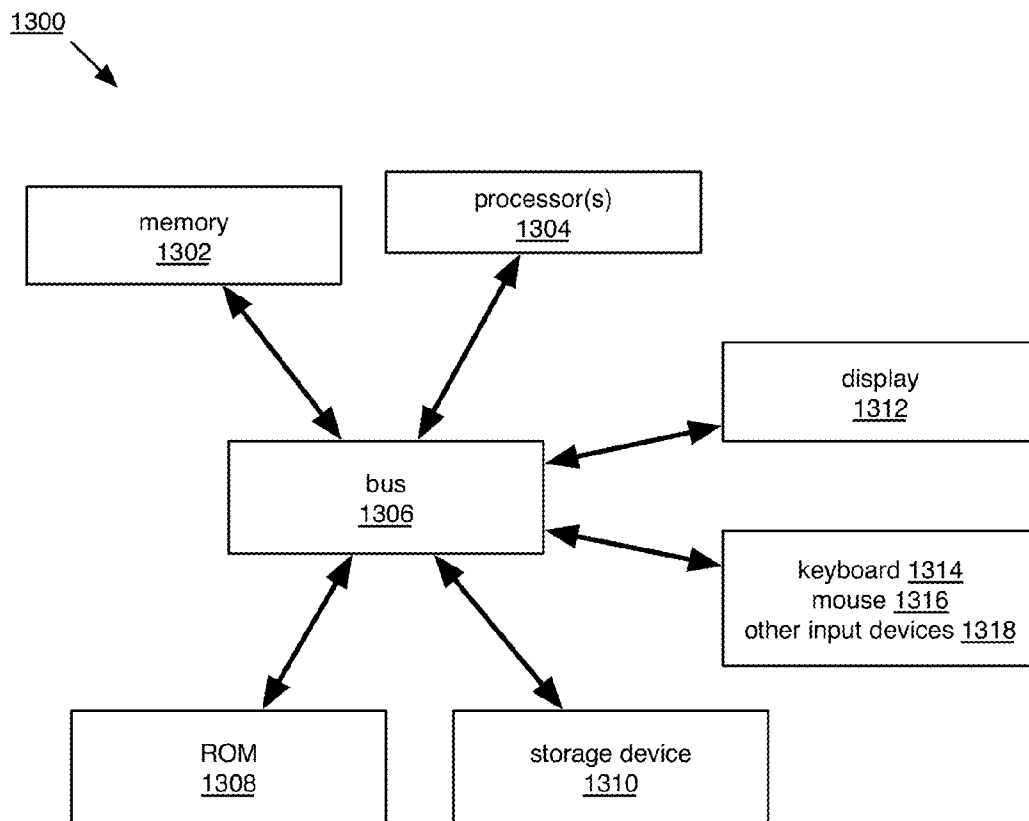 1300
memory
1302
processor(s)
1304
display
1312
bus
1306
keyboard 1314
mouse 1316
other input devices 1318
ROM
1308
storage device
1310